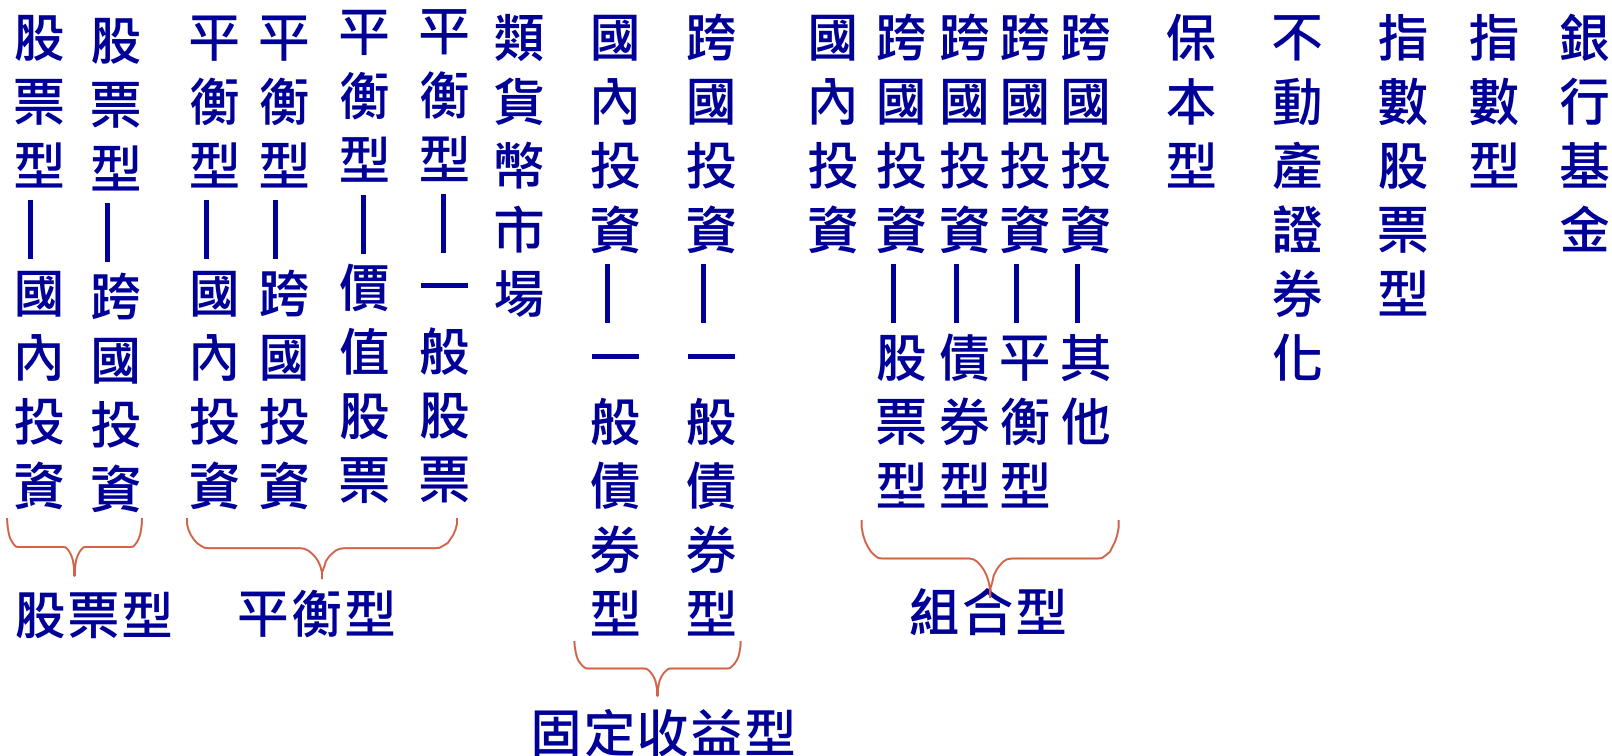 股票型—國內投資
股票型—跨國投資
平衡型—國內投資
平衡型—跨國投資
平衡型—價值股票
平衡型—一般股票
類貨幣市場
國內投資—一般債券型
跨國投資—一般債券型
國內投資
跨國投資—股票型
跨國投資—債券型
跨國投資—平衡型
跨國投資—其他
保本型
不動產證券化
指數股票型
指數型
銀行基金
股票型
平衡型
組合型
固定收益型